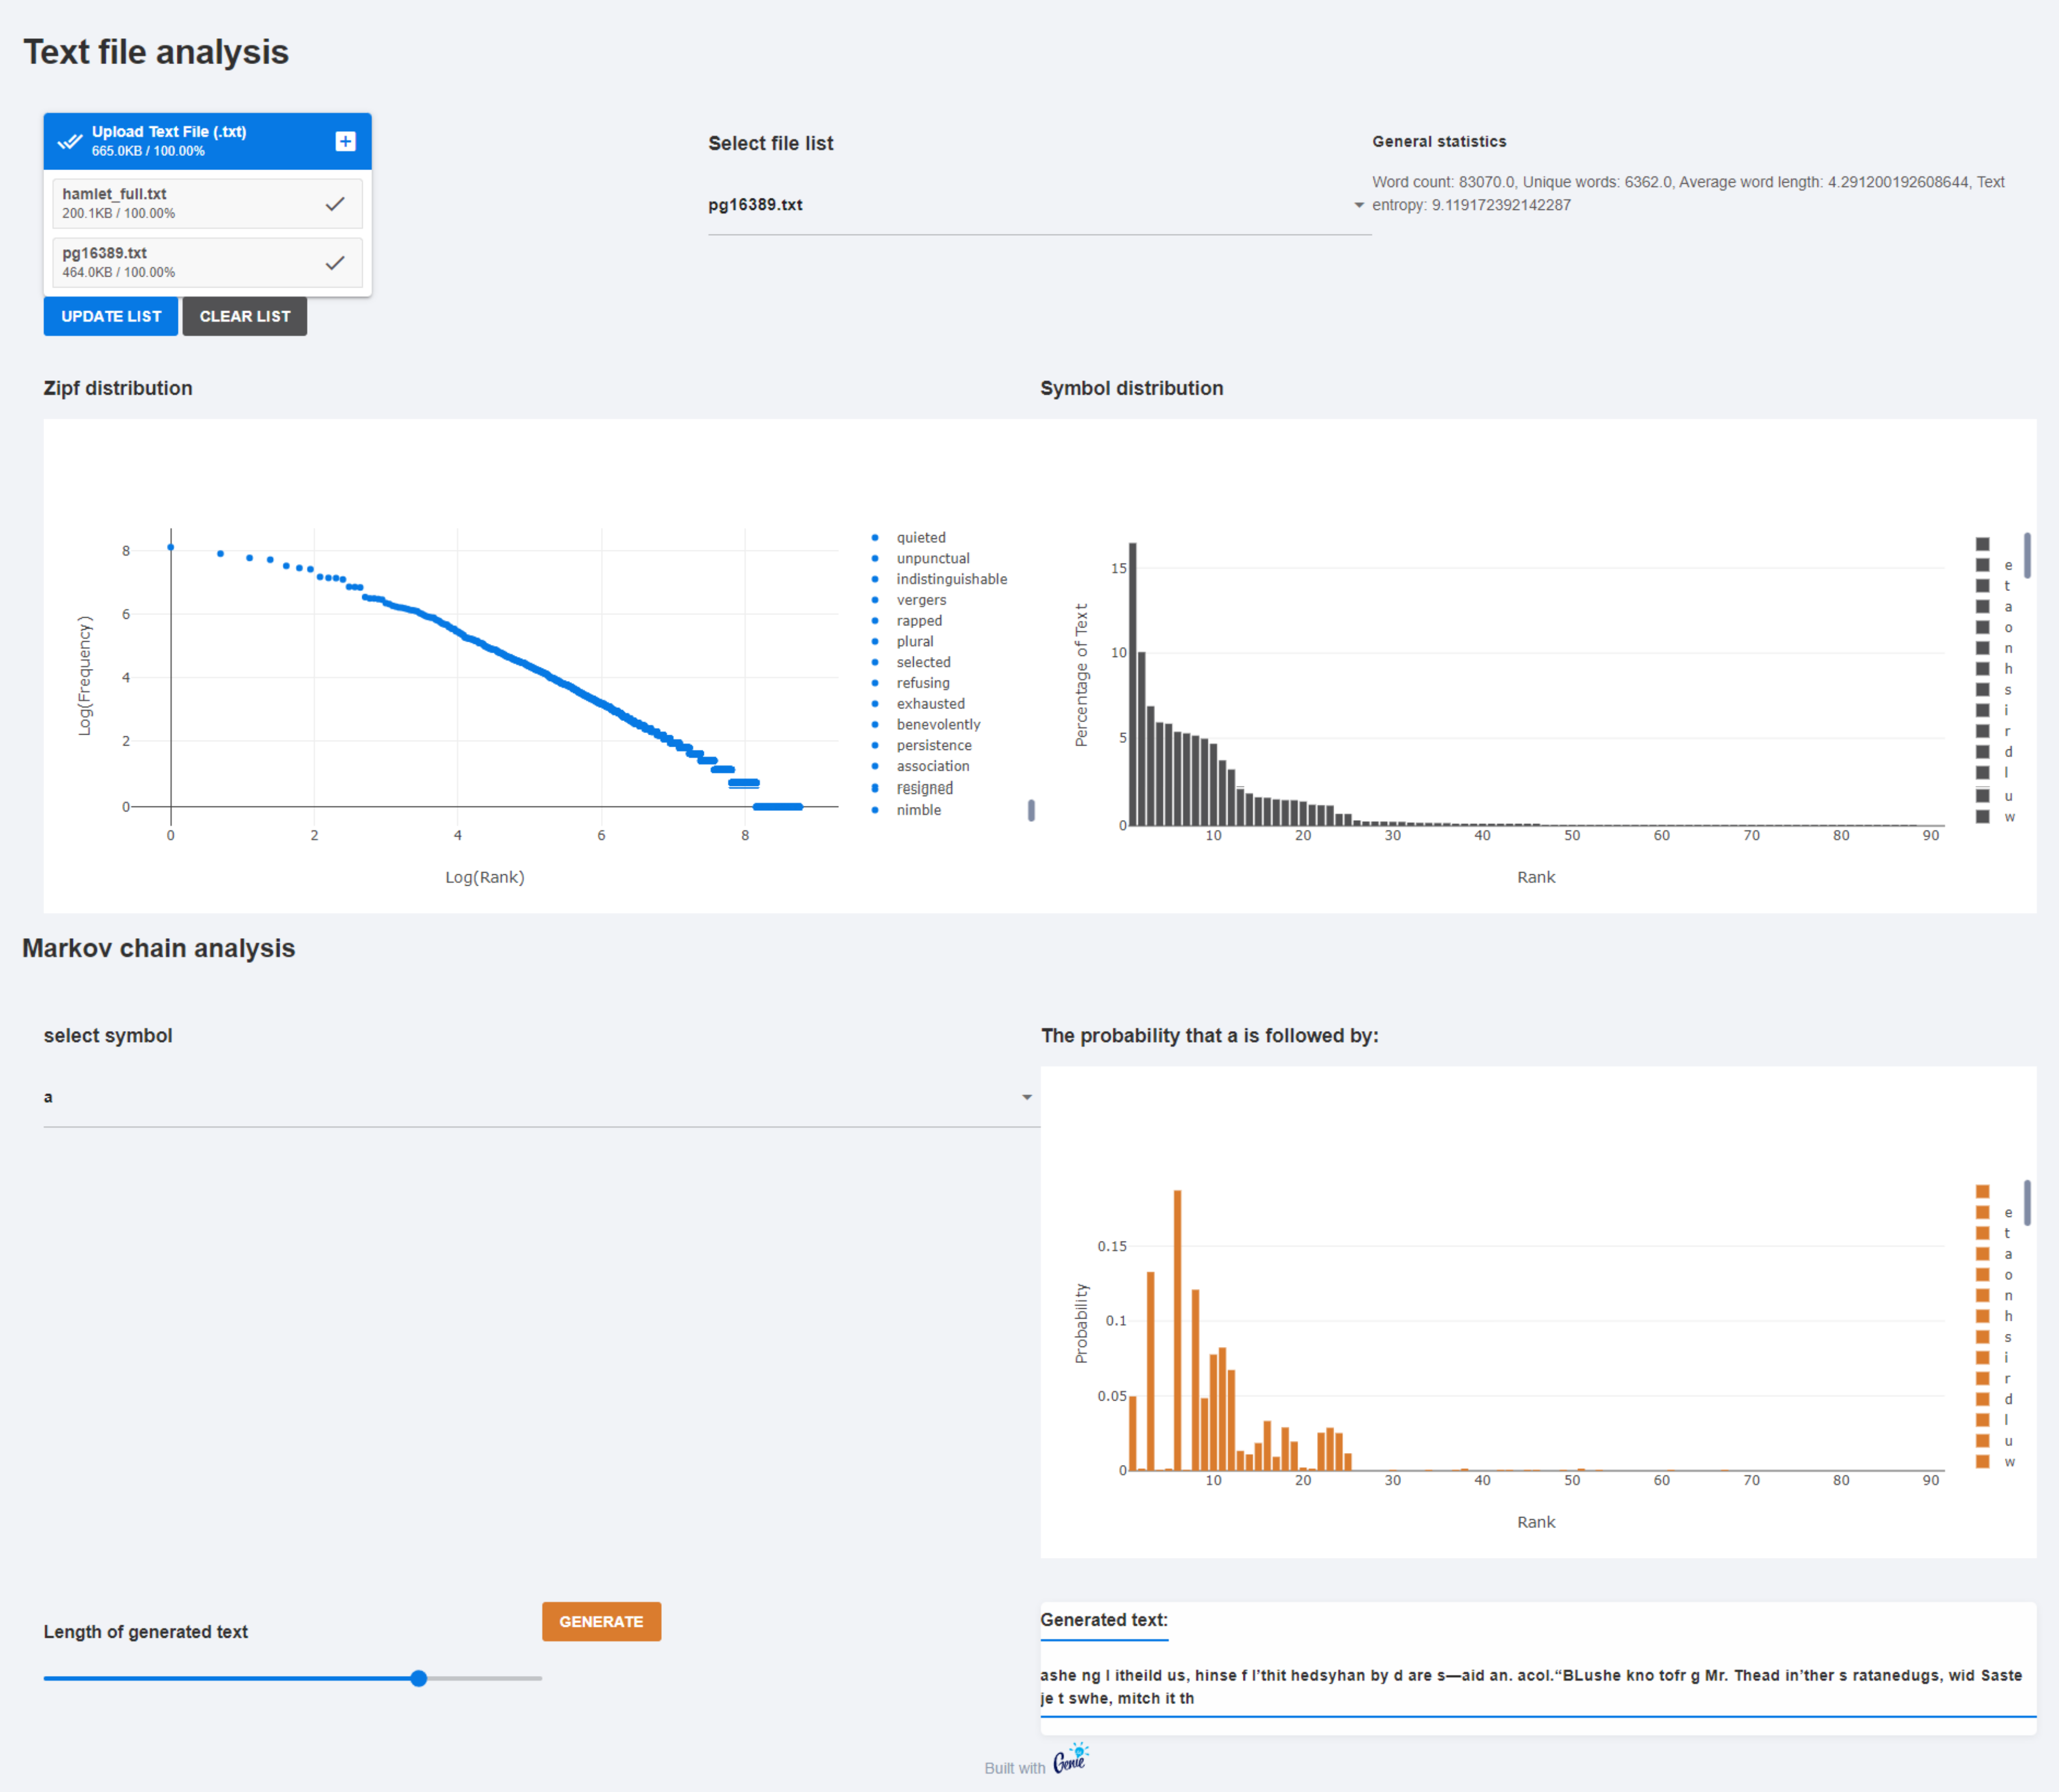 Text file analysis
Upload Text File (.txt)
665.0KB / 100.00%
hamlet_full.txt
200.1KB / 100.00%
pg16389.txt
464.0KB / 100.00%
UPDATE LIST
CLEAR LIST
Select file list
pg16389.txt
General statistics
Word count: 83070.0, Unique words: 6362.0, Average word length: 4.291200192608644, Text
entropy: 9.119172392142287
Zipf distribution
8
6
4
2
0
Log(Frequency)
0 2 4 6 8
Log(Rank)
quieted
unpunctual
indistinguishable
vergers
rapped
plural
selected
refusing
exhausted
benevolently
persistence
association
resigned
nimble
Symbol distribution
15
10
5
0
Percentage of Text
10 20 30 40 50 60 70 80 90
Rank
e
t
a
o
n
h
s
i
r
d
l
u
w
Markov chain analysis
select symbol
a
The probability that a is followed by:
0.15
0.1
0.05
0
Probability
10 20 30 40 50 60 70 80 90
Rank
e
t
a
o
n
h
s
i
r
d
l
u
w
Length of generated text
GENERATE
Generated text:
ashe ng I itheild us, hinse f I’thit hedsyhan by d are s—aid an. acol.“BLushe kno tofr g Mr. Thead in’ther s ratanedugs, wid Saste
je t swhe, mitch it th
Built with Genie